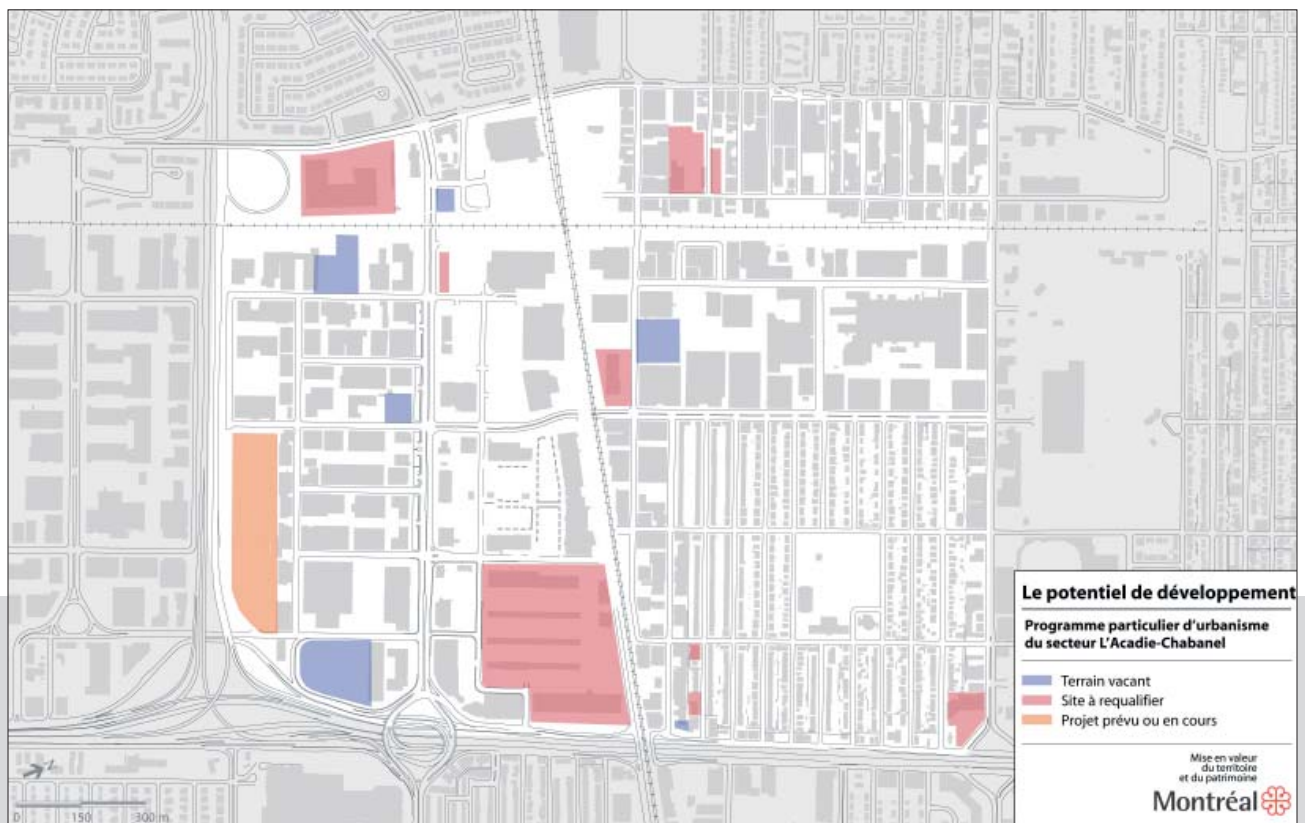 Le potentiel de développement
Programme particulier d'urbanisme
du secteur L'Acadie-Chabanel
Terrain vacant
Site à requalifier
Projet prévu ou en cours
Mise en valeur
du territoire
et du patrimoine
Montréal
0 150 300 m